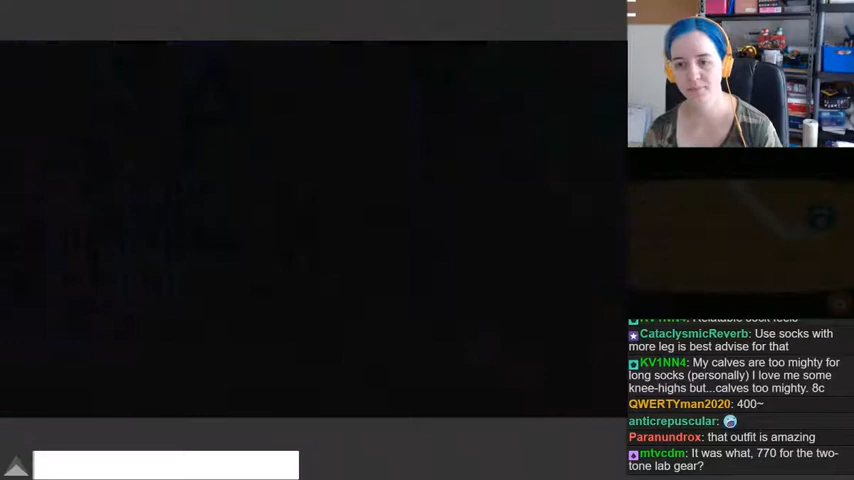 CataclysmicReverb: Use socks with
more leg is best advise for that
KV1NN4: My calves are too mighty for
long socks (personally) I love me some
knee-highs but...calves too mighty. 8c
QWERTYman2020: 400~
anticrepuscular:
Paranundrox: that outfit is amazing
mtvcdm: It was what, 770 for the two-
tone lab gear?